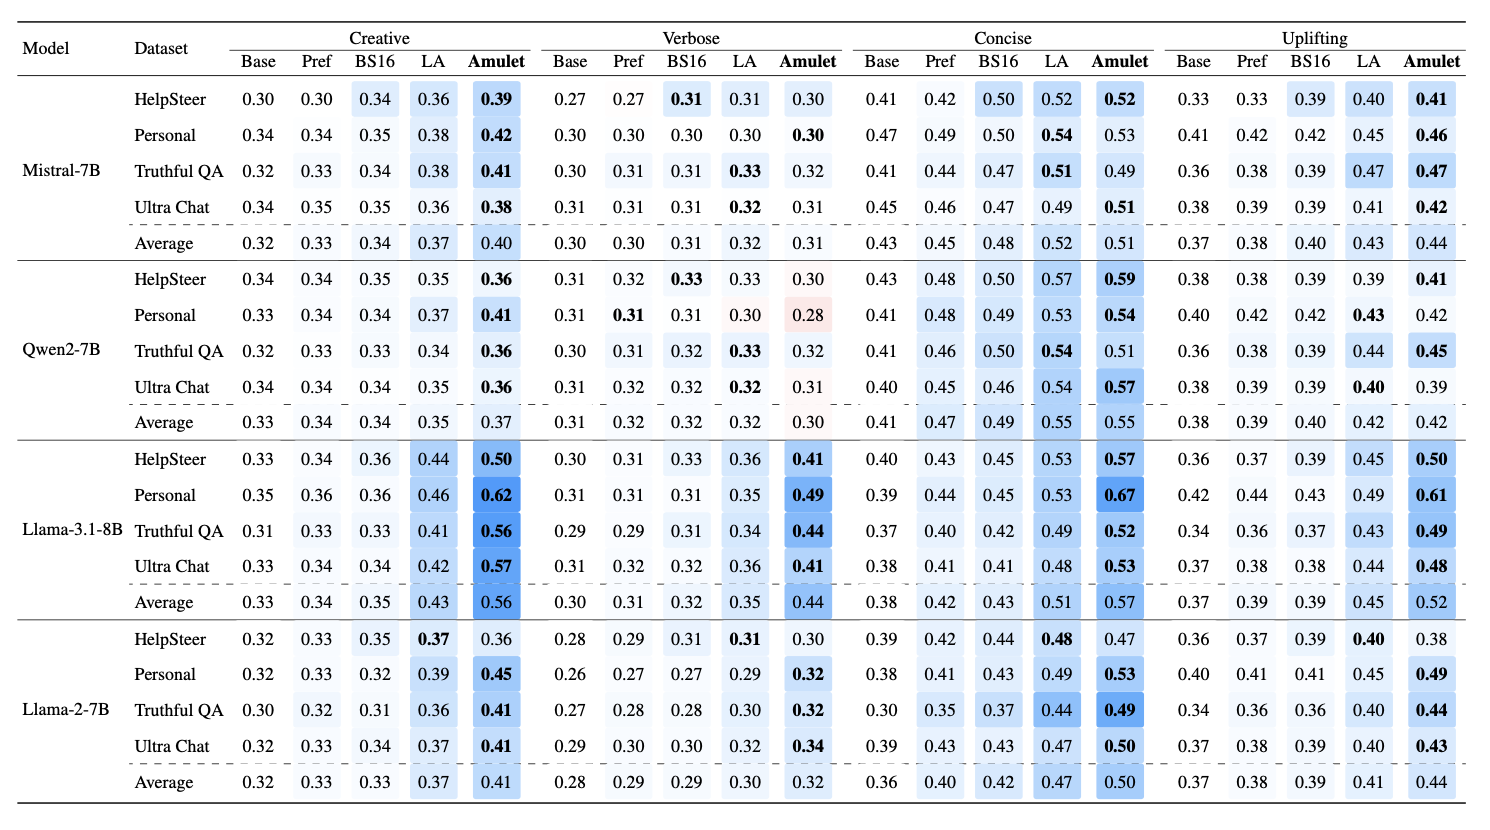 Model Dataset Creative Verbose Concise Uplifting
Base Pref BS16 LA Amulet Base Pref BS16 LA Amulet Base Pref BS16 LA Amulet Base Pref BS16 LA Amulet
Mistral-7B
HelpSteer 0.30 0.30 0.34 0.36 0.39 0.27 0.27 0.31 0.31 0.30 0.41 0.42 0.50 0.52 0.52 0.33 0.33 0.39 0.40 0.41
Personal 0.34 0.34 0.35 0.38 0.42 0.30 0.30 0.30 0.30 0.30 0.47 0.49 0.50 0.54 0.53 0.41 0.42 0.42 0.45 0.46
Truthful QA 0.32 0.33 0.34 0.38 0.41 0.30 0.31 0.31 0.33 0.32 0.41 0.44 0.47 0.51 0.49 0.36 0.38 0.39 0.47 0.47
Ultra Chat 0.34 0.35 0.35 0.36 0.38 0.31 0.31 0.31 0.32 0.31 0.45 0.46 0.47 0.49 0.51 0.38 0.39 0.39 0.41 0.42
Average 0.32 0.33 0.34 0.37 0.40 0.30 0.30 0.31 0.32 0.31 0.43 0.45 0.48 0.52 0.51 0.37 0.38 0.40 0.43 0.44
Qwen2-7B
HelpSteer 0.34 0.34 0.35 0.35 0.36 0.31 0.32 0.33 0.33 0.30 0.43 0.48 0.50 0.57 0.59 0.38 0.38 0.39 0.39 0.41
Personal 0.33 0.34 0.34 0.37 0.41 0.31 0.31 0.31 0.30 0.28 0.41 0.48 0.49 0.53 0.54 0.40 0.42 0.42 0.43 0.42
Truthful QA 0.32 0.33 0.33 0.34 0.36 0.30 0.31 0.32 0.33 0.32 0.41 0.46 0.50 0.54 0.51 0.36 0.38 0.39 0.44 0.45
Ultra Chat 0.34 0.34 0.34 0.35 0.36 0.31 0.32 0.32 0.32 0.31 0.40 0.45 0.46 0.54 0.57 0.38 0.39 0.39 0.40 0.39
Average 0.33 0.34 0.34 0.35 0.37 0.31 0.32 0.32 0.32 0.30 0.41 0.47 0.49 0.55 0.55 0.38 0.39 0.40 0.42 0.42
Llama-3.1-8B
HelpSteer 0.33 0.34 0.36 0.44 0.50 0.30 0.31 0.33 0.36 0.41 0.40 0.43 0.45 0.53 0.57 0.36 0.37 0.39 0.45 0.50
Personal 0.35 0.36 0.36 0.46 0.62 0.31 0.31 0.31 0.35 0.49 0.39 0.44 0.45 0.53 0.67 0.42 0.44 0.43 0.49 0.61
Truthful QA 0.31 0.33 0.33 0.41 0.56 0.29 0.29 0.31 0.34 0.44 0.37 0.40 0.42 0.49 0.52 0.34 0.36 0.37 0.43 0.49
Ultra Chat 0.33 0.34 0.34 0.42 0.57 0.31 0.32 0.32 0.36 0.41 0.38 0.41 0.41 0.48 0.53 0.37 0.38 0.38 0.44 0.48
Average 0.33 0.34 0.35 0.43 0.56 0.30 0.31 0.32 0.35 0.44 0.38 0.42 0.43 0.51 0.57 0.37 0.39 0.39 0.45 0.52
Llama-2-7B
HelpSteer 0.32 0.33 0.35 0.37 0.36 0.28 0.29 0.31 0.31 0.30 0.39 0.42 0.44 0.48 0.47 0.36 0.37 0.39 0.40 0.38
Personal 0.32 0.33 0.32 0.39 0.45 0.26 0.27 0.27 0.29 0.32 0.38 0.41 0.43 0.49 0.53 0.40 0.41 0.41 0.45 0.49
Truthful QA 0.30 0.32 0.31 0.36 0.41 0.27 0.28 0.28 0.30 0.32 0.30 0.35 0.37 0.44 0.49 0.34 0.36 0.36 0.40 0.44
Ultra Chat 0.32 0.33 0.34 0.37 0.41 0.29 0.30 0.30 0.32 0.34 0.39 0.43 0.43 0.47 0.50 0.37 0.38 0.39 0.40 0.43
Average 0.32 0.33 0.33 0.37 0.41 0.28 0.29 0.29 0.30 0.32 0.36 0.40 0.42 0.47 0.50 0.37 0.38 0.39 0.41 0.44